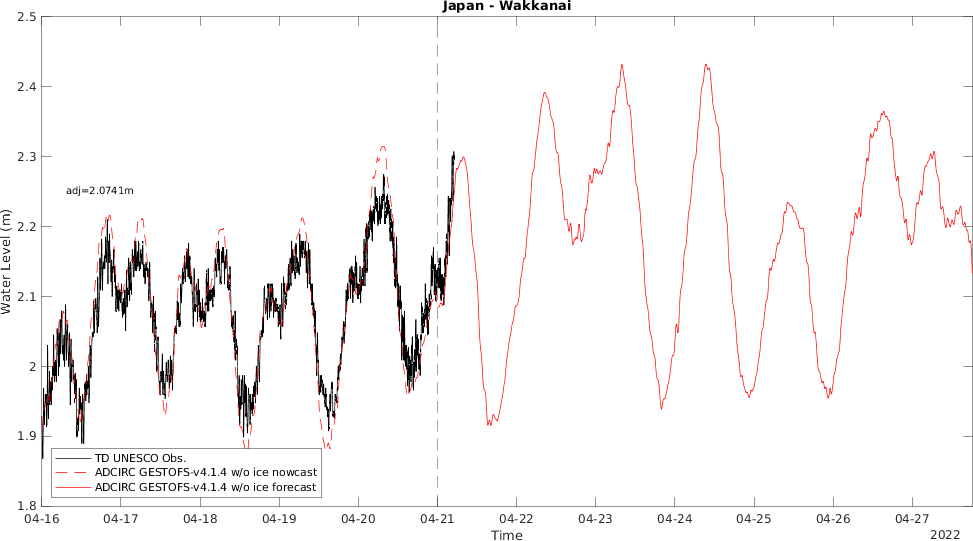 Japan - Wakkanai
2.5
2.4
2.3
2.2
2.1
2
1.9
1.8
Water Level (m)
adj=2.0741m
TD UNESCO Obs.
ADCIRC GESTOFS-v4.1.4 w/o ice nowcast
ADCIRC GESTOFS-v4.1.4 w/o ice forecast
04-16 04-17 04-18 04-19 04-20 04-21 04-22 04-23 04-24 04-25 04-26 04-27
Time
2022